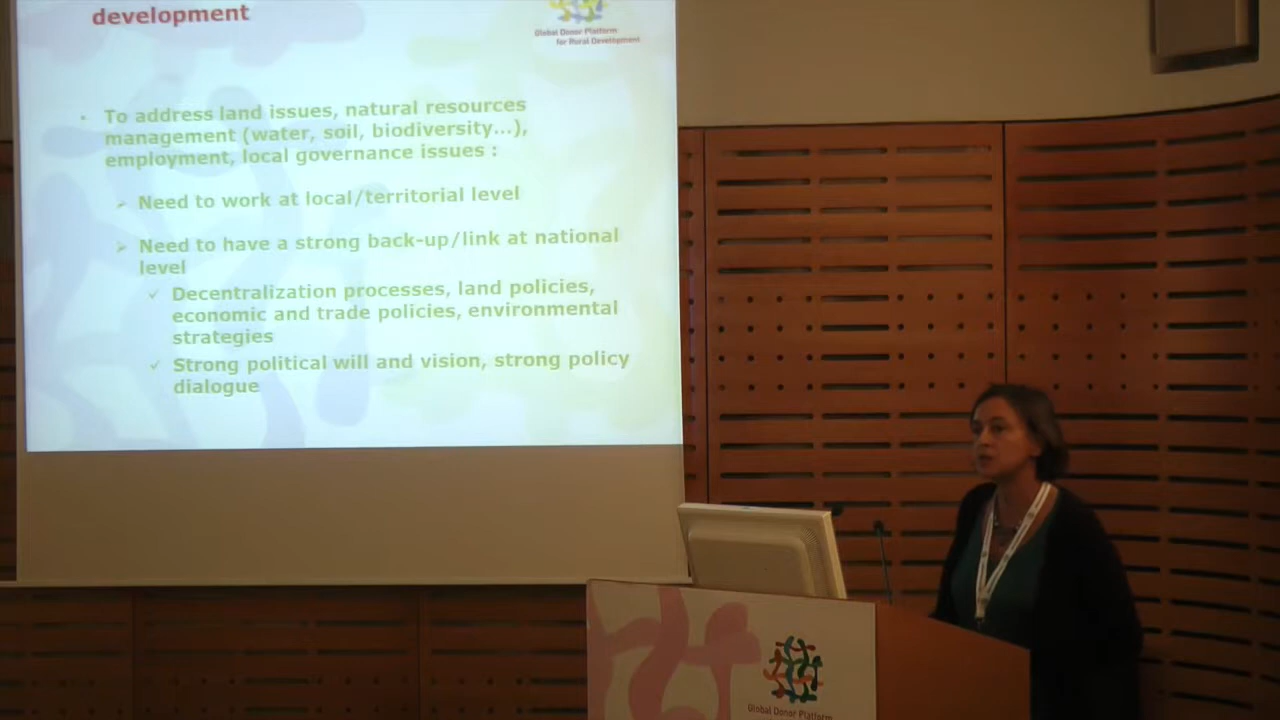 development
Global Donor Platform
for Rural Development
• To address land issues, natural resources
management (water, soil, biodiversity...),
employment, local governance issues :
➢ Need to work at local/territorial level
➢ Need to have a strong back-up/link at national
level
✓ Decentralization processes, land policies,
economic and trade policies, environmental
strategies
✓ Strong political will and vision, strong policy
dialogue
Global Donor Platform